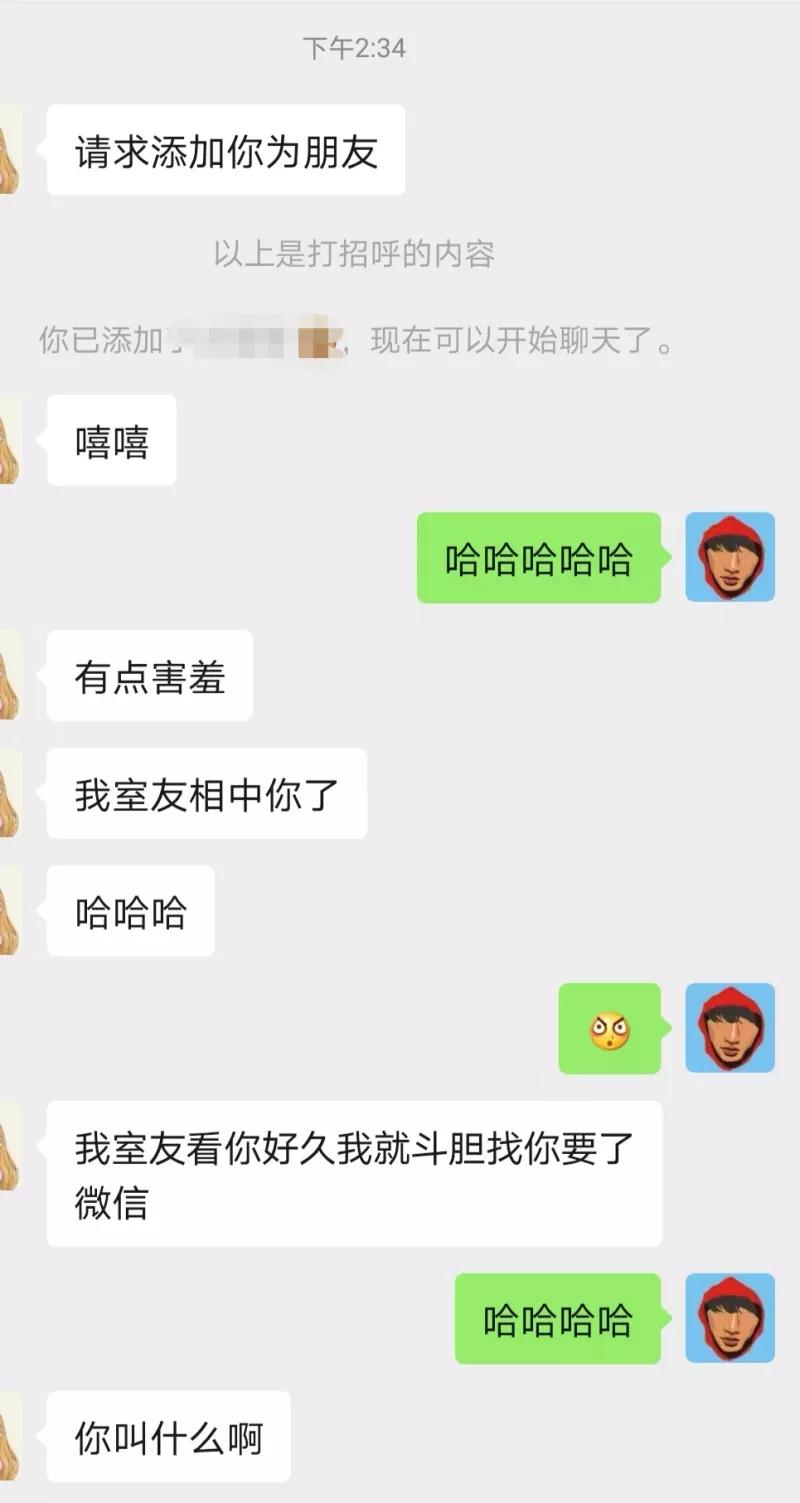 下午2:34
请求添加你为朋友
以上是打招呼的内容
你已添加了，现在可以开始聊天了。
嘻嘻
哈哈哈哈哈
有点害羞
我室友相中你了
哈哈哈
我室友看你好久我就斗胆找你要了
微信
哈哈哈哈
你叫什么啊